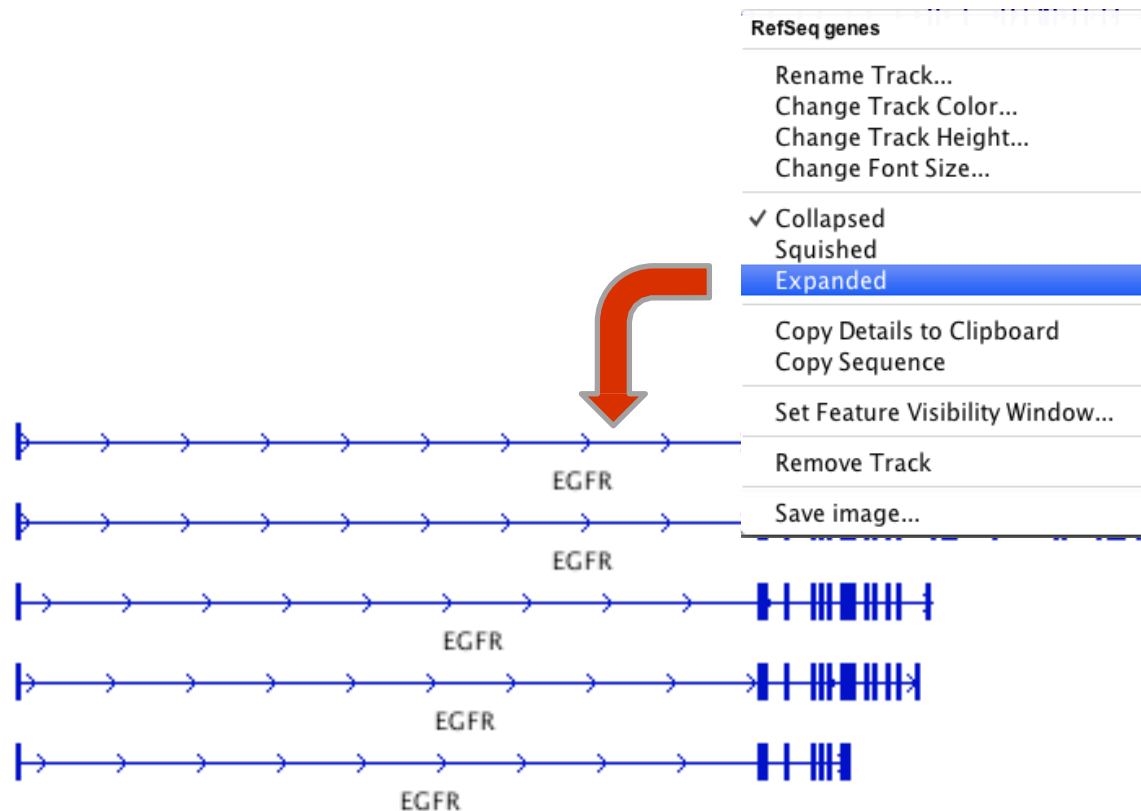 RefSeq genes
Rename Track...
Change Track Color...
Change Track Height...
Change Font Size...
✓ Collapsed
Squished
Expanded
Copy Details to Clipboard
Copy Sequence
Set Feature Visibility Window...
Remove Track
Save image...
EGFR
EGFR
EGFR
EGFR
EGFR